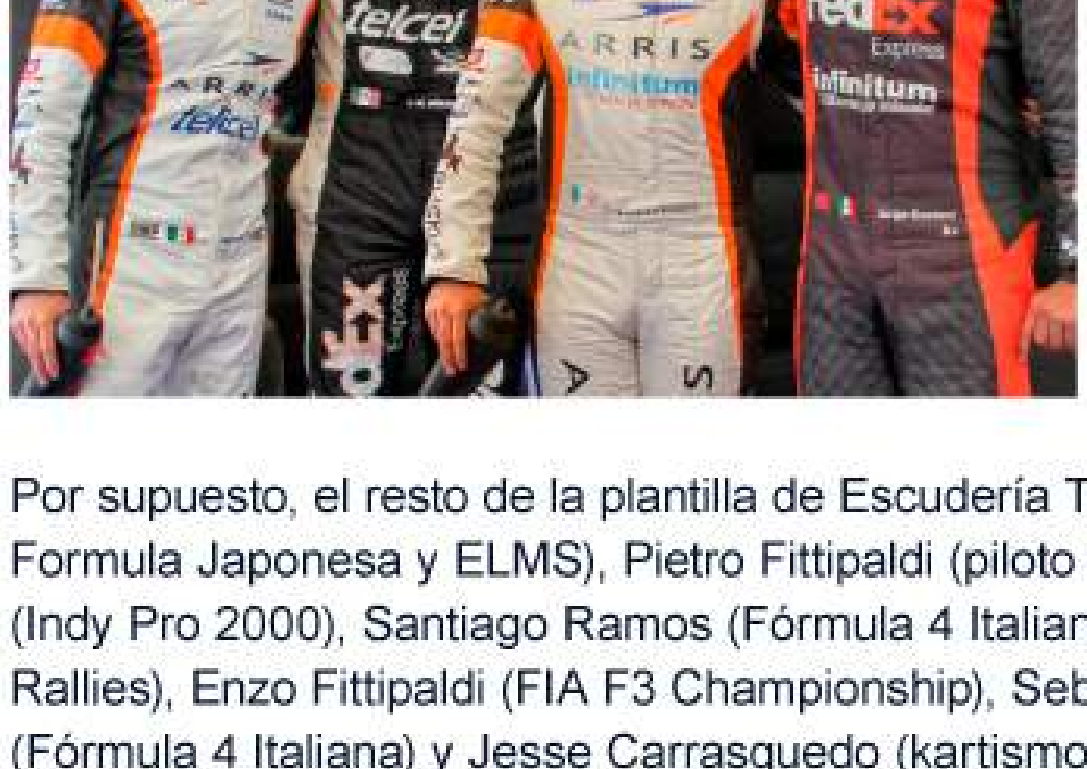 telcel
FedEx
Express
ARRIS
ARRIS
infinitum
infinitum
telcel
A S
Por supuesto, el resto de la plantilla de Escudería T
Formula Japonesa y ELMS), Pietro Fittipaldi (piloto
(Indy Pro 2000), Santiago Ramos (Fórmula 4 Italian
Rallies), Enzo Fittipaldi (FIA F3 Championship), Seb
(Fórmula 4 Italiana) y Jesse Carrasquedo (kartismo